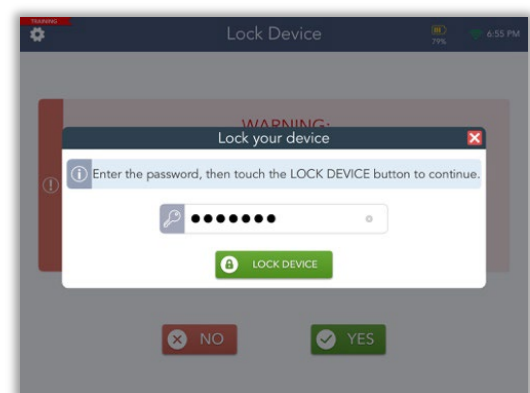 TRAINING
Lock Device
79%
6:55 PM
WARNING:
Lock your device
Enter the password, then touch the LOCK DEVICE button to continue.
●●●●●●●
LOCK DEVICE
NO
YES